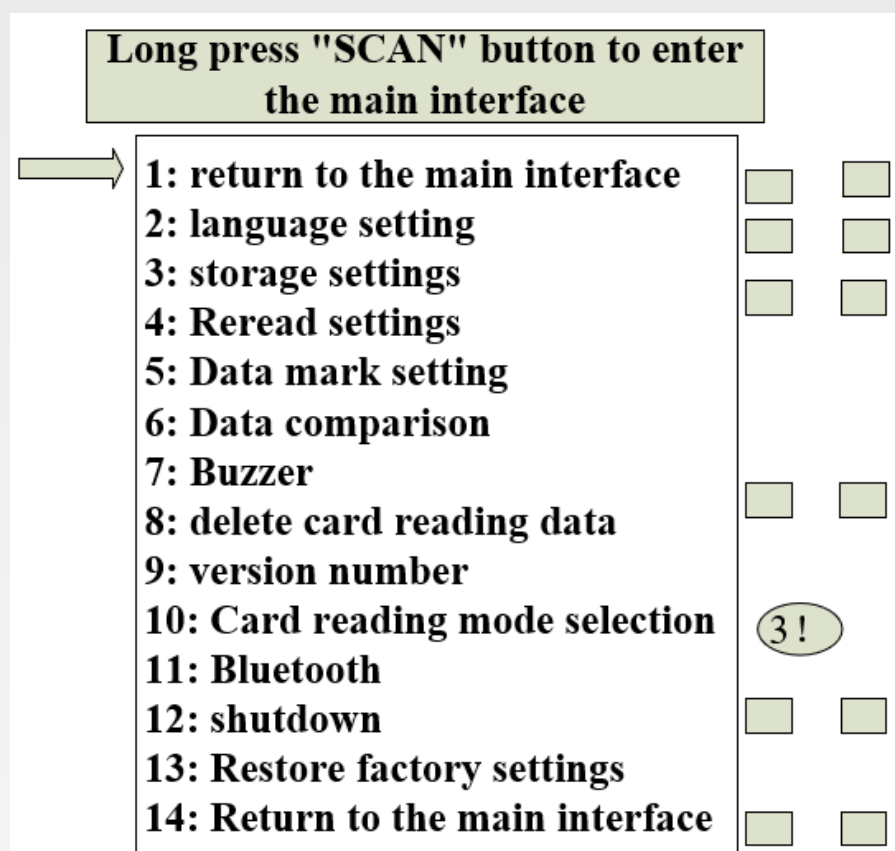 Long press "SCAN" button to enter
the main interface
1: return to the main interface
2: language setting
3: storage settings
4: Reread settings
5: Data mark setting
6: Data comparison
7: Buzzer
8: delete card reading data
9: version number
10: Card reading mode selection
3!
11: Bluetooth
12: shutdown
13: Restore factory settings
14: Return to the main interface